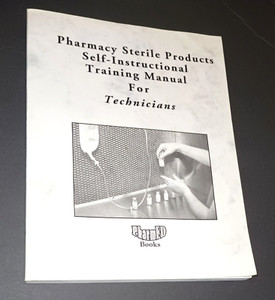 Pharmacy Sterile Products
Self-Instructional
Training Manual
For
Technicians
Books